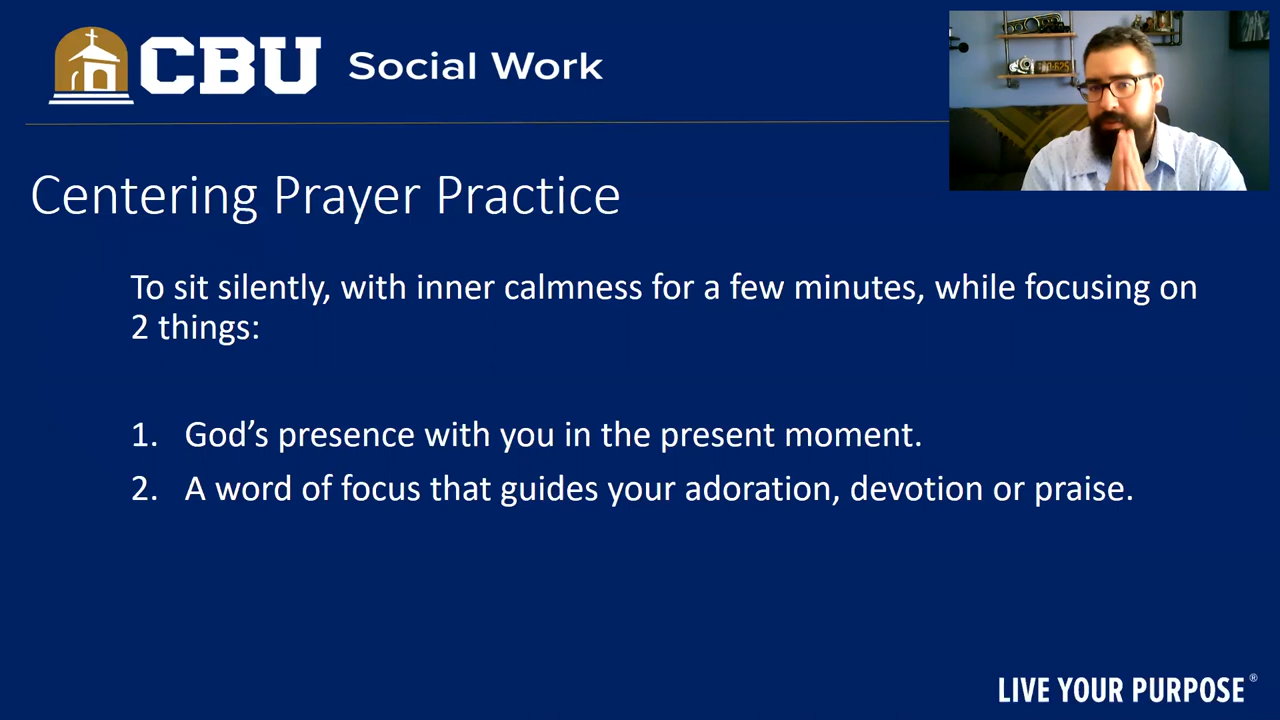 CBU Social Work
Centering Prayer Practice
To sit silently, with inner calmness for a few minutes, while focusing on
2 things:
1. God’s presence with you in the present moment.
2. A word of focus that guides your adoration, devotion or praise.
LIVE YOUR PURPOSE®